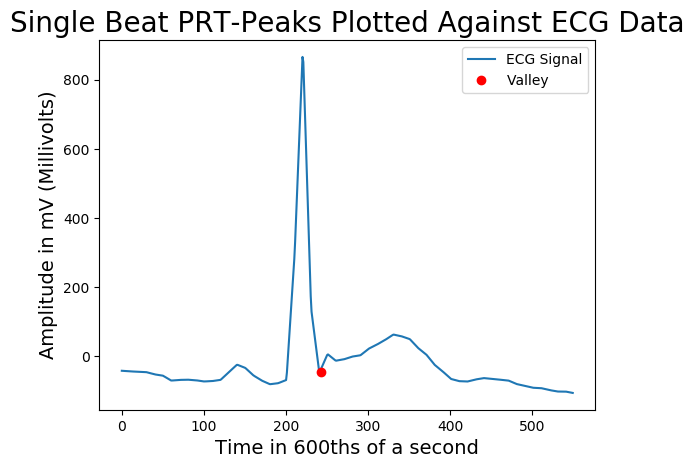 Single Beat PRT-Peaks Plotted Against ECG Data
ECG Signal
Valley
Amplitude in mV (Millivolts)
800
600
400
200
0
0 100 200 300 400 500
Time in 600ths of a second